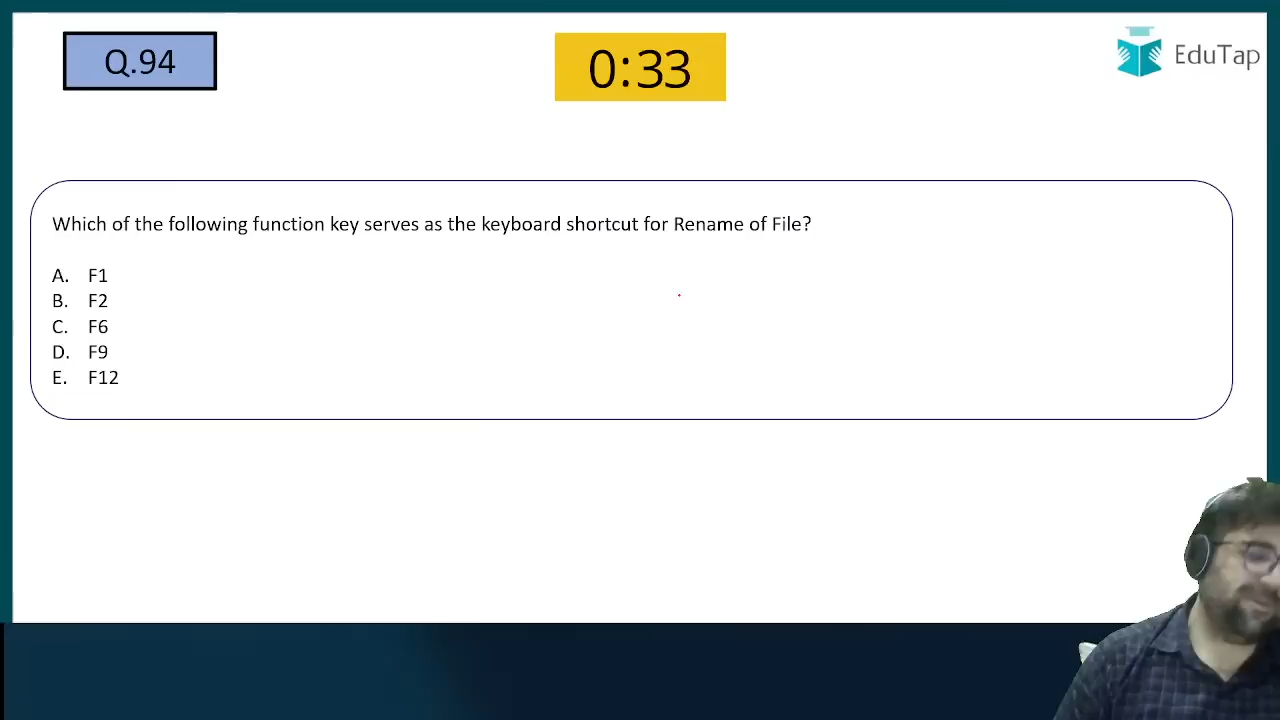 Q.94
0:33
EduTap
Which of the following function key serves as the keyboard shortcut for Rename of File?
A. F1
B. F2
C. F6
D. F9
E. F12